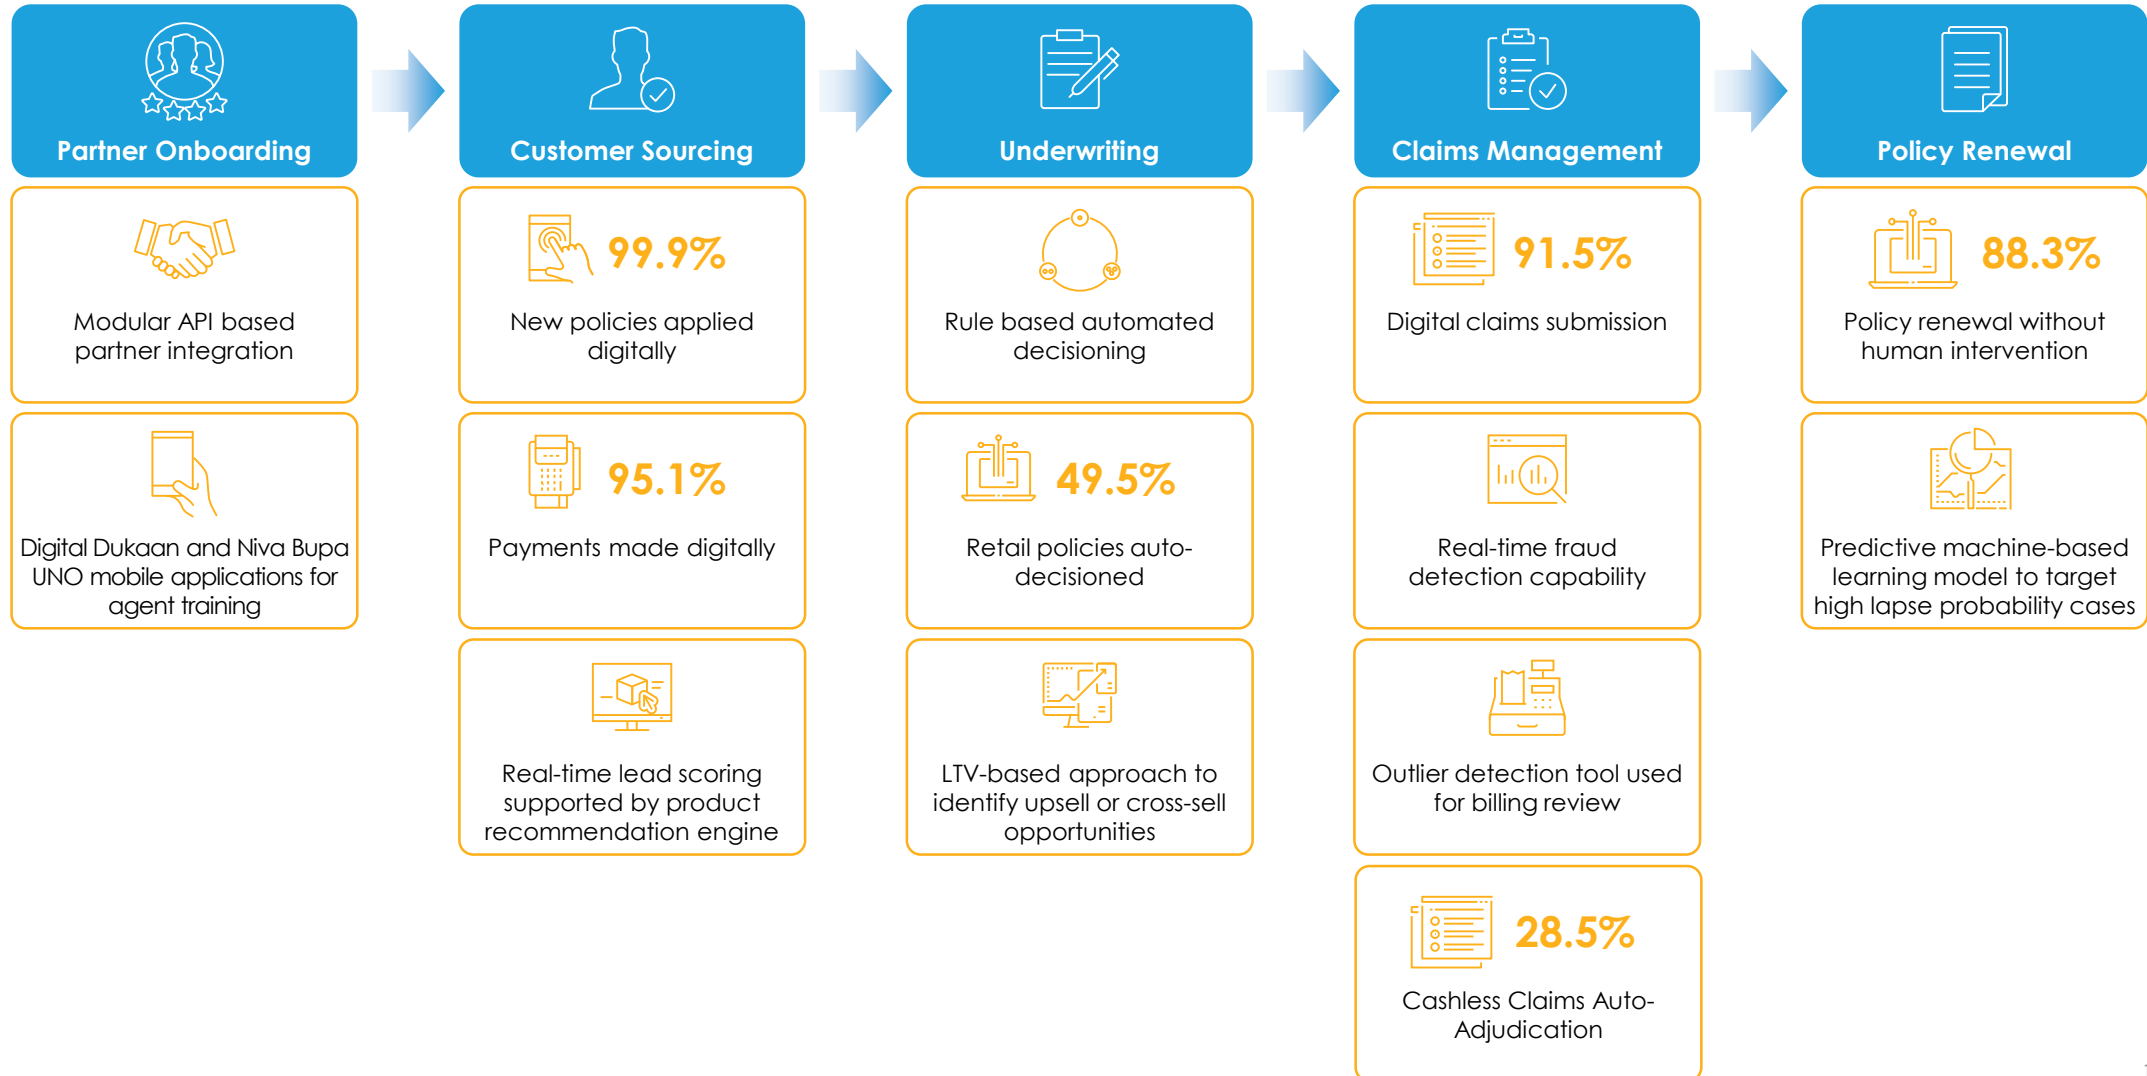 Partner Onboarding
Modular API based
partner integration
Digital Dukaan and Niva Bupa
UNO mobile applications for
agent training
Customer Sourcing
99.9%
New policies applied
digitally
95.1%
Payments made digitally
Real-time lead scoring
supported by product
recommendation engine
Underwriting
Rule based automated
decisioning
49.5%
Retail policies auto-
decisioned
LTV-based approach to
identify upsell or cross-sell
opportunities
Claims Management
91.5%
Digital claims submission
Real-time fraud
detection capability
Outlier detection tool used
for billing review
28.5%
Cashless Claims Auto-
Adjudication
Policy Renewal
88.3%
Policy renewal without
human intervention
Predictive machine-based
learning model to target
high lapse probability cases